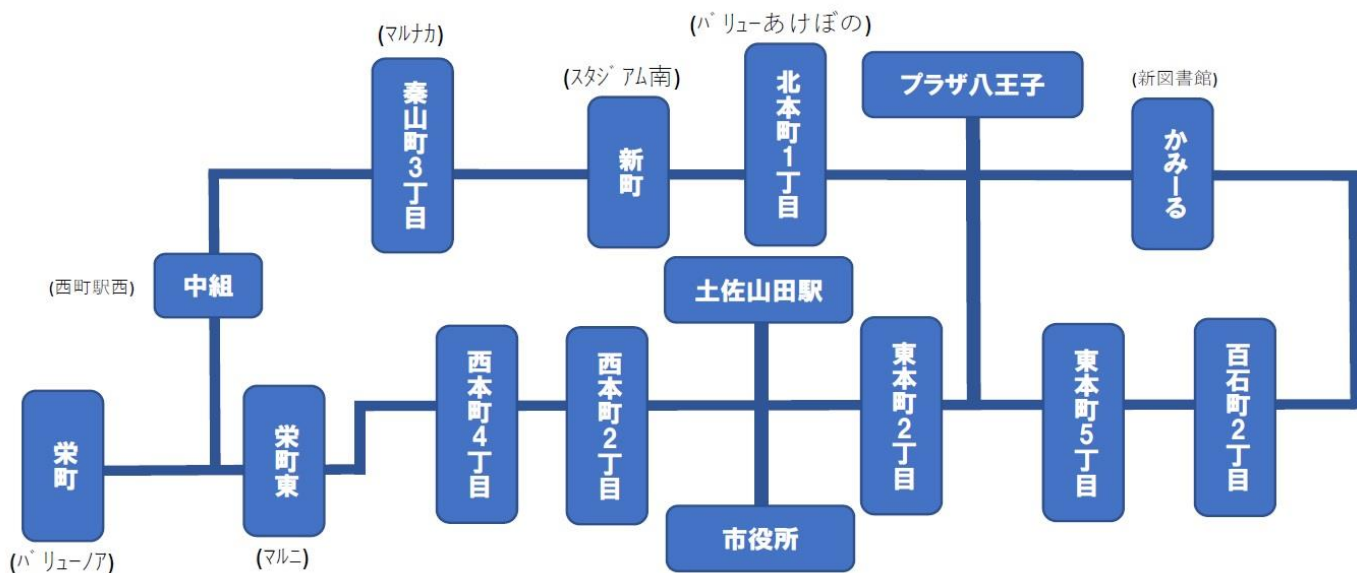 (マルナカ)
秦山町3丁目
(スタジアム南)
新町
(バリューあけぼの)
北本町1丁目
プラザ八王子
(新図書館)
かみーる
(西町駅西)
中組
土佐山田駅
栄町
(バリューノア)
栄町東
(マルニ)
西本町4丁目
西本町2丁目
市役所
東本町2丁目
東本町5丁目
百石町2丁目